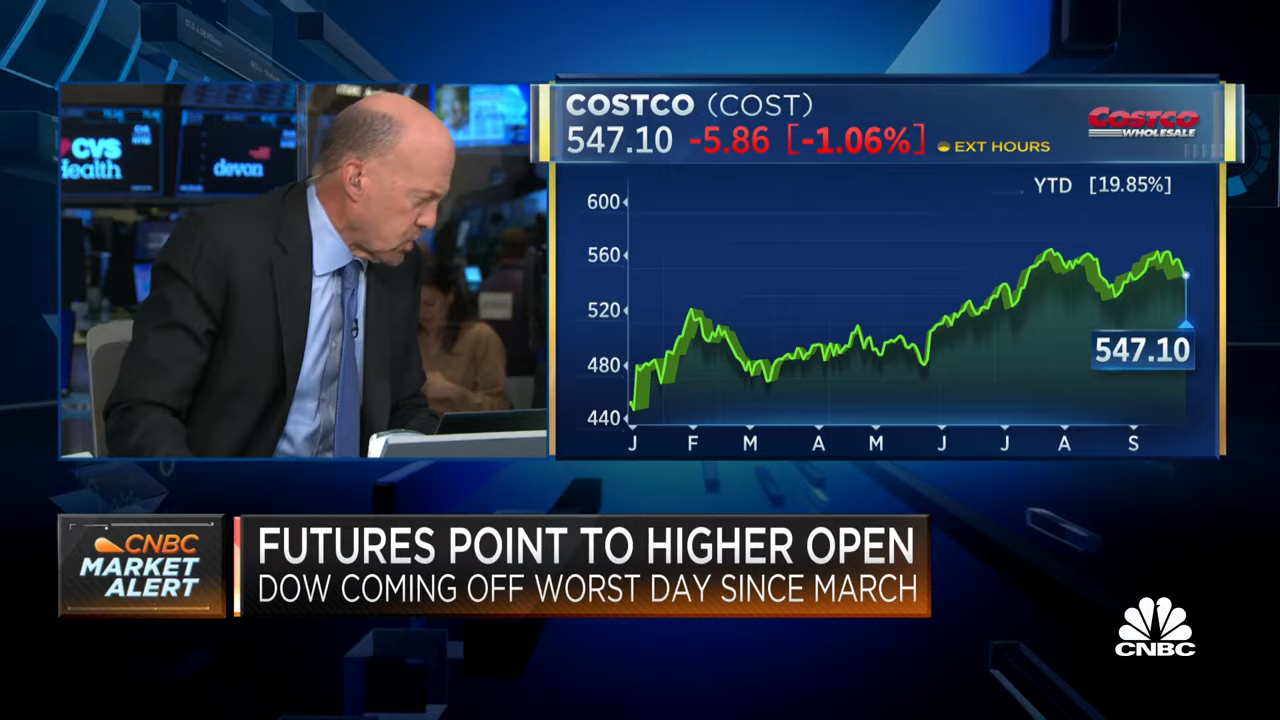 CVS
Health
devon
COSTCO (COST)
547.10 -5.86 [-1.06%] EXT HOURS
COSTCO
WHOLESALE
YTD [19.85%]
600
560
520
480
440
547.10
J F M A M J J A S
CNBC
MARKET
ALERT
FUTURES POINT TO HIGHER OPEN
DOW COMING OFF WORST DAY SINCE MARCH
CNBC